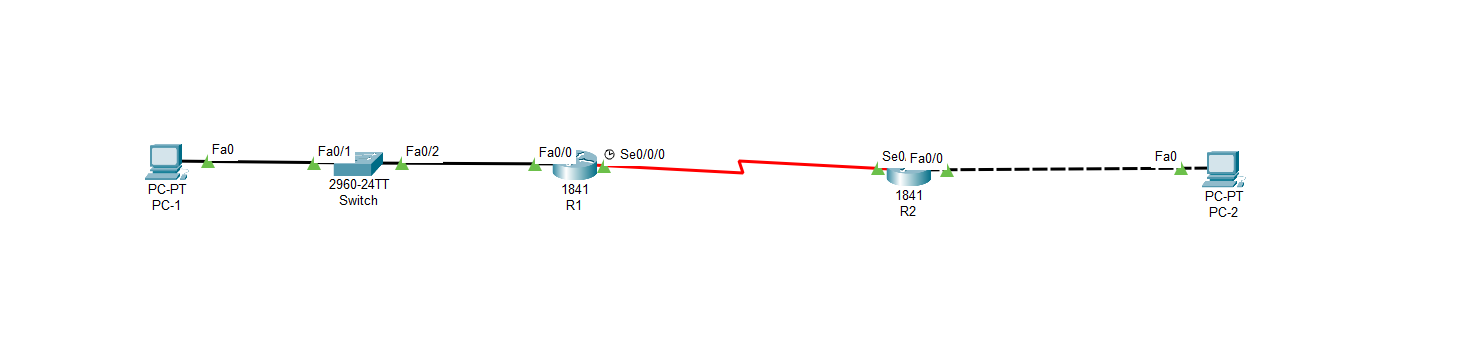 Fa0
PC-PT
PC-1
Fa0/1
Fa0/2
2960-24TT
Switch
Fa0/0
Se0/0/0
1841
R1
Se0
Fa0/0
1841
R2
Fa0
PC-PT
PC-2